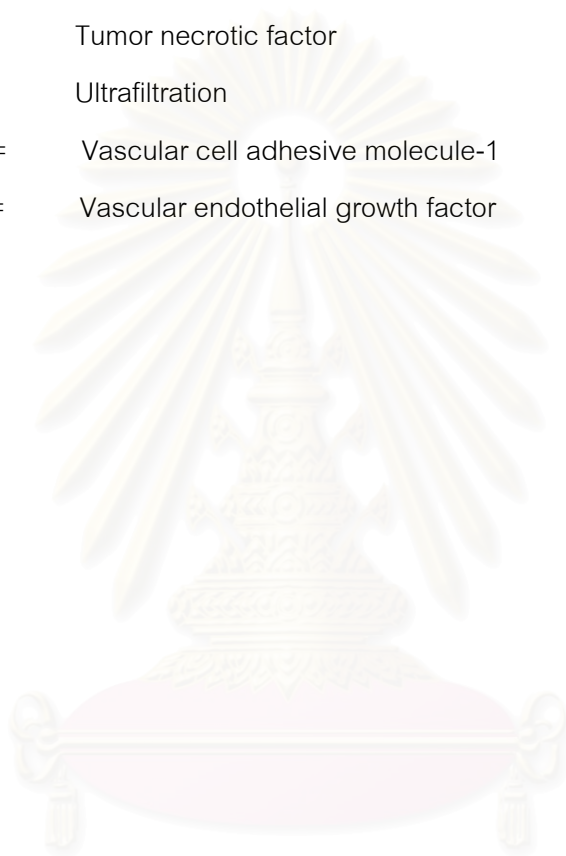 Tumor necrotic factor
Ultrafiltration
= Vascular cell adhesive molecule-1
= Vascular endothelial growth factor